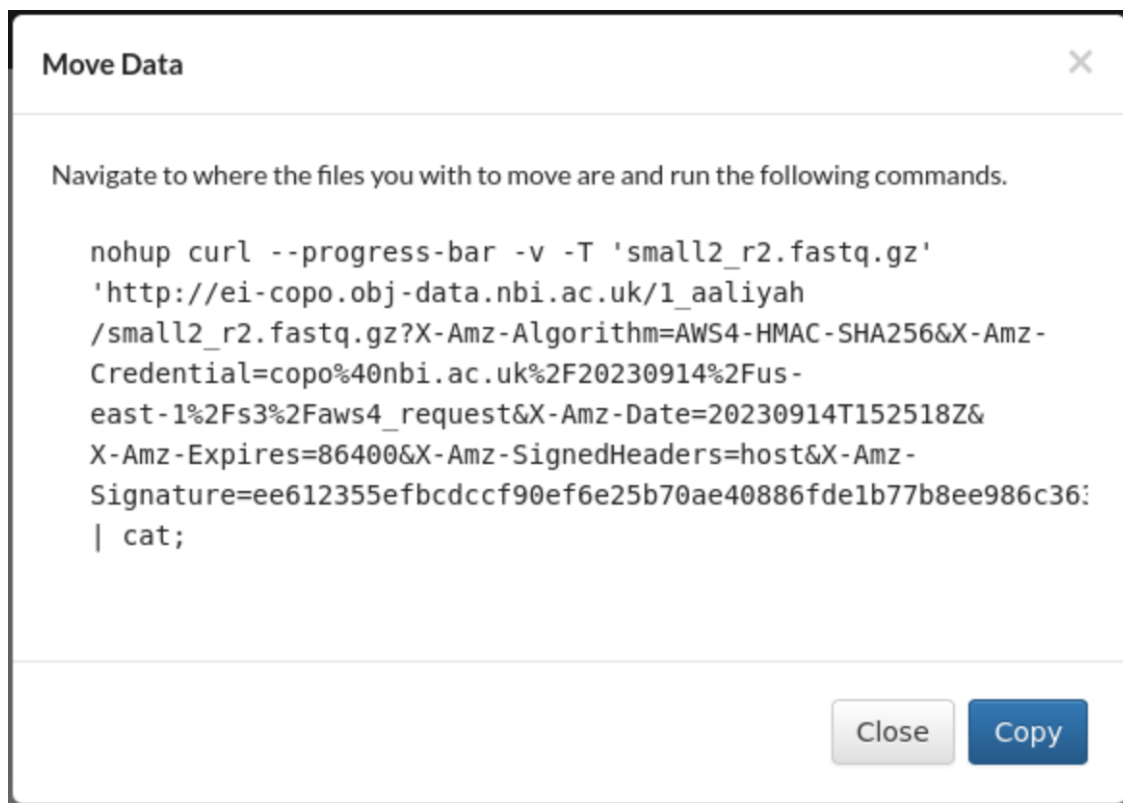 Move Data
×
Navigate to where the files you with to move are and run the following commands.
nohup curl --progress-bar -v -T 'small2_r2.fastq.gz'
'http://ei-copo.obj-data.nbi.ac.uk/1_aaliyah
/small2_r2.fastq.gz?X-Amz-Algorithm=AWS4-HMAC-SHA256&X-Amz-
Credential=copo%40nbi.ac.uk%2F20230914%2Fus-
east-1%2Fs3%2Faws4_request&X-Amz-Date=20230914T152518Z&
X-Amz-Expires=86400&X-Amz-SignedHeaders=host&X-Amz-
Signature=ee612355efbcdccf90ef6e25b70ae40886fde1b77b8ee986c363
| cat;
Close Copy